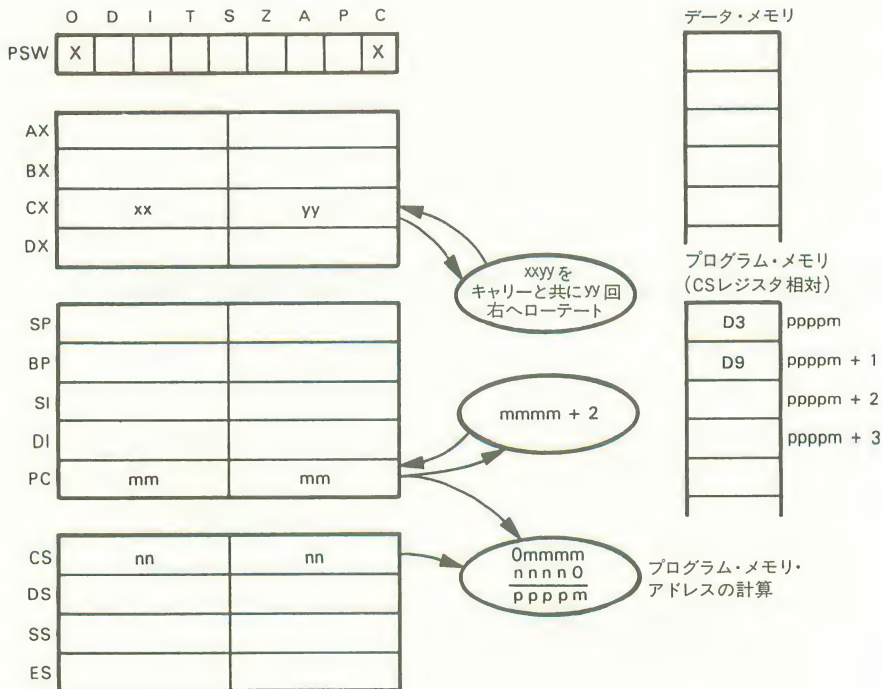 O D I T S Z A P C
PSW X X
AX
BX
CX xx yy
DX
xxyy を
キャリーと共にyy 回
右へローテート
SP
BP
SI
DI
PC mm mm
mmmm + 2
CS nn nn
DS
SS
ES
0mmmm
nnnn0
ppppm
プログラム・メモリ・
アドレスの計算
データ・メモリ
プログラム・メモリ
(CSレジスタ相対)
D3 ppppm
D9 ppppm + 1
ppppm + 2
ppppm + 3